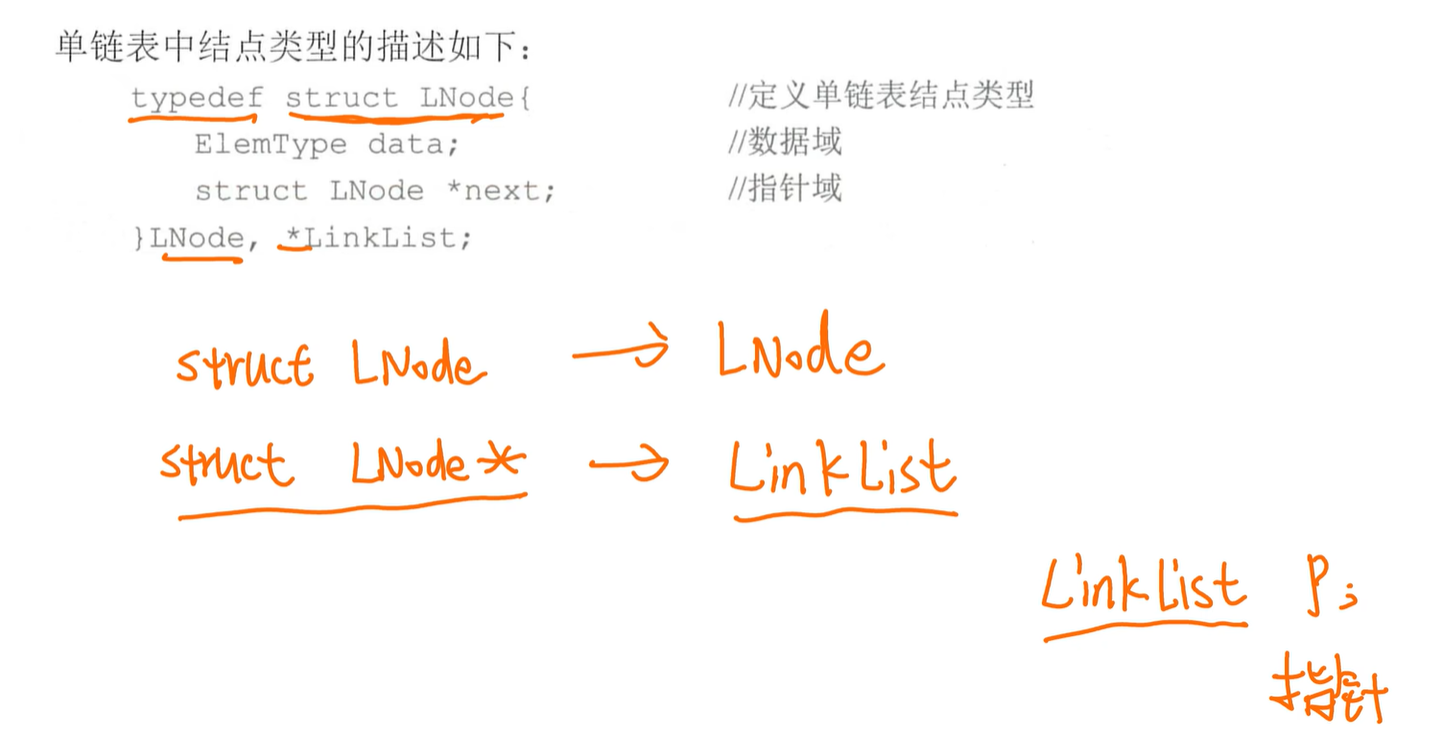 单链表中结点类型的描述如下：
typedef struct LNode{ //定义单链表结点类型
ElemType data; //数据域
struct LNode *next; //指针域
}LNode, *LinkList;
struct LNode → LNode
struct LNode* → LinkList
LinkList P;
指针